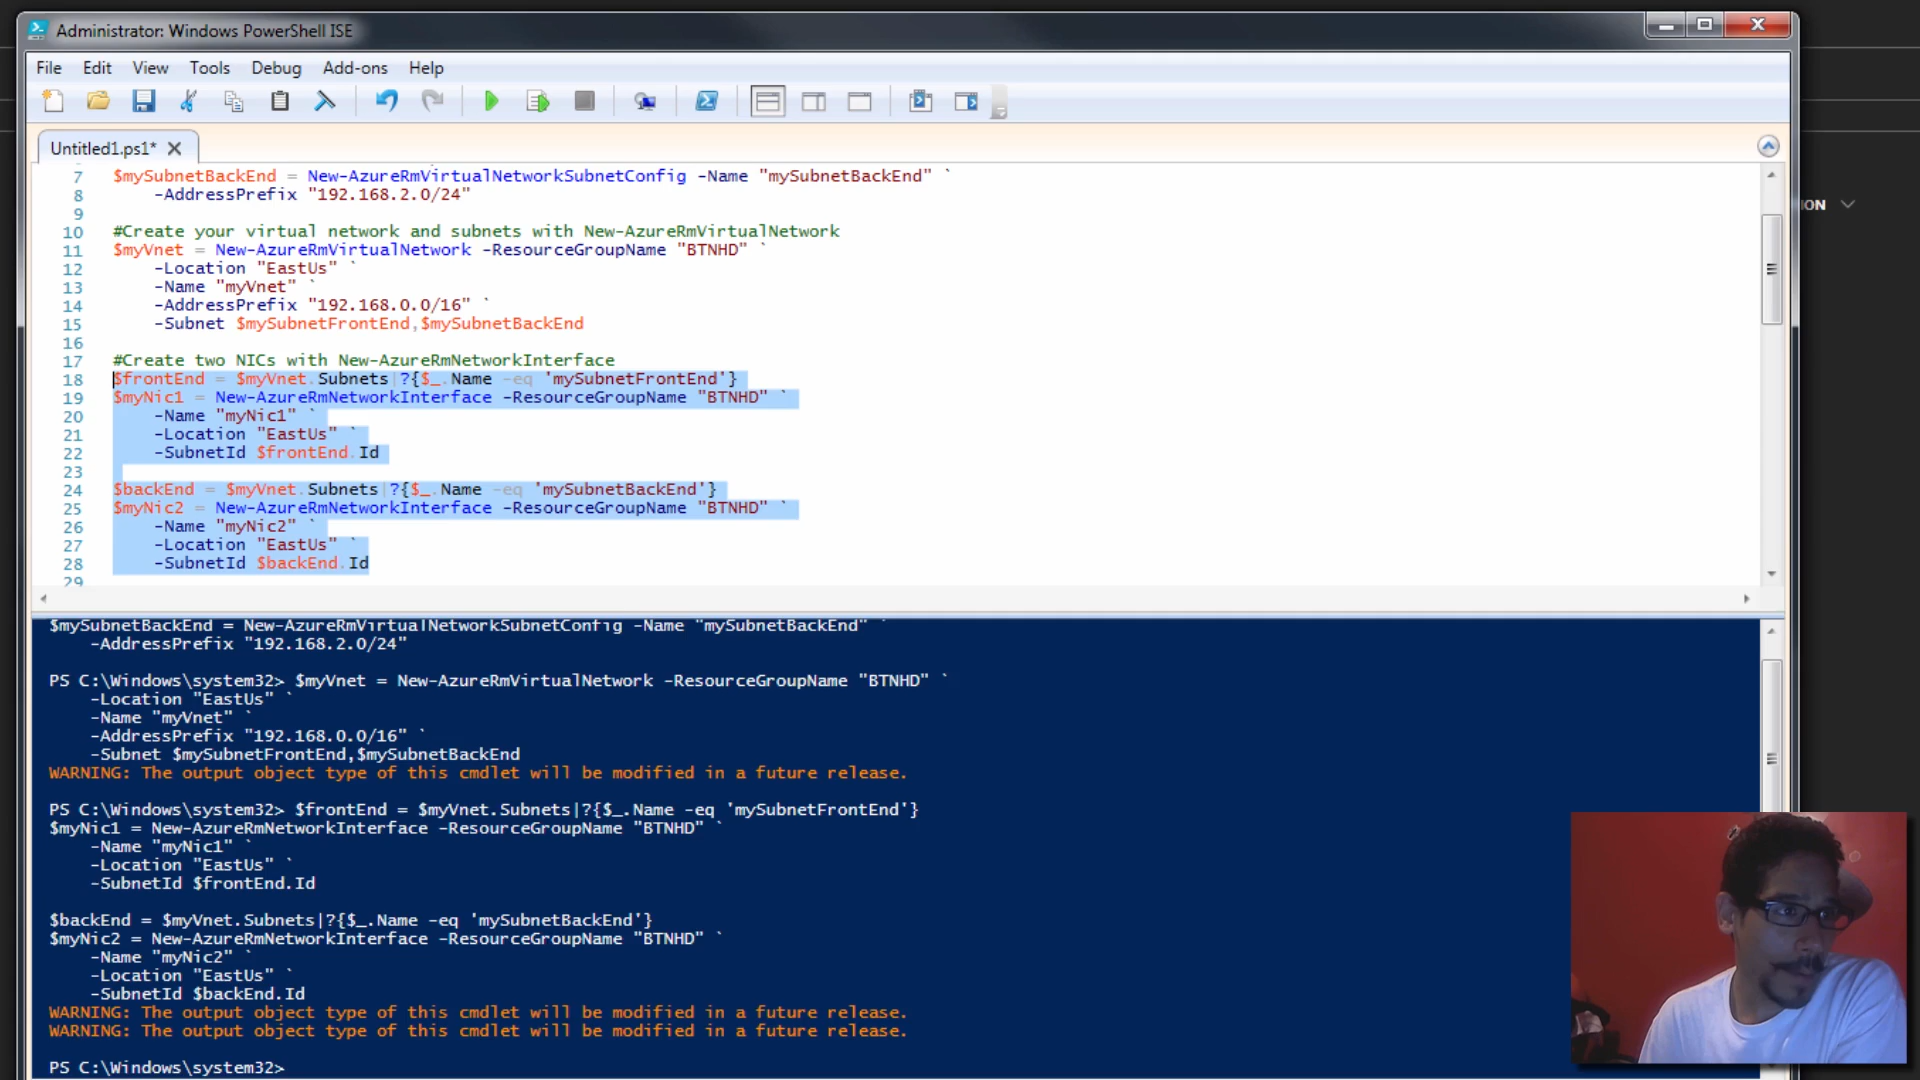 Administrator: Windows PowerShell ISE
File Edit View Tools Debug Add-ons Help
Untitled1.ps1*
ION
7 $mySubnetBackEnd = New-AzureRmVirtualNetworkSubnetConfig -Name "mySubnetBackEnd" `
8 -AddressPrefix "192.168.2.0/24"
9
10 #Create your virtual network and subnets with New-AzureRmVirtualNetwork
11 $myVnet = New-AzureRmVirtualNetwork -ResourceGroupName "BTNHD" `
12 -Location "EastUs" `
13 -Name "myVnet" `
14 -AddressPrefix "192.168.0.0/16" `
15 -Subnet $mySubnetFrontEnd,$mySubnetBackEnd
16
17 #Create two NICs with New-AzureRmNetworkInterface
18 $frontEnd = $myVnet.Subnets|?{$_.Name -eq 'mySubnetFrontEnd'}
19 $myNic1 = New-AzureRmNetworkInterface -ResourceGroupName "BTNHD" `
20 -Name "myNic1" `
21 -Location "EastUs" `
22 -SubnetId $frontEnd.Id
23
24 $backEnd = $myVnet.Subnets|?{$_.Name -eq 'mySubnetBackEnd'}
25 $myNic2 = New-AzureRmNetworkInterface -ResourceGroupName "BTNHD" `
26 -Name "myNic2" `
27 -Location "EastUs" `
28 -SubnetId $backEnd.Id
29
$mySubnetBackEnd = New-AzureRmVirtualNetworkSubnetConfig -Name "mySubnetBackEnd" `
-AddressPrefix "192.168.2.0/24"
PS C:\Windows\system32> $myVnet = New-AzureRmVirtualNetwork -ResourceGroupName "BTNHD" `
-Location "EastUs" `
-Name "myVnet" `
-AddressPrefix "192.168.0.0/16" `
-Subnet $mySubnetFrontEnd,$mySubnetBackEnd
WARNING: The output object type of this cmdlet will be modified in a future release.
PS C:\Windows\system32> $frontEnd = $myVnet.Subnets|?{$_.Name -eq 'mySubnetFrontEnd'}
$myNic1 = New-AzureRmNetworkInterface -ResourceGroupName "BTNHD" `
-Name "myNic1" `
-Location "EastUs" `
-SubnetId $frontEnd.Id
$backEnd = $myVnet.Subnets|?{$_.Name -eq 'mySubnetBackEnd'}
$myNic2 = New-AzureRmNetworkInterface -ResourceGroupName "BTNHD" `
-Name "myNic2" `
-Location "EastUs" `
-SubnetId $backEnd.Id
WARNING: The output object type of this cmdlet will be modified in a future release.
WARNING: The output object type of this cmdlet will be modified in a future release.
PS C:\Windows\system32>